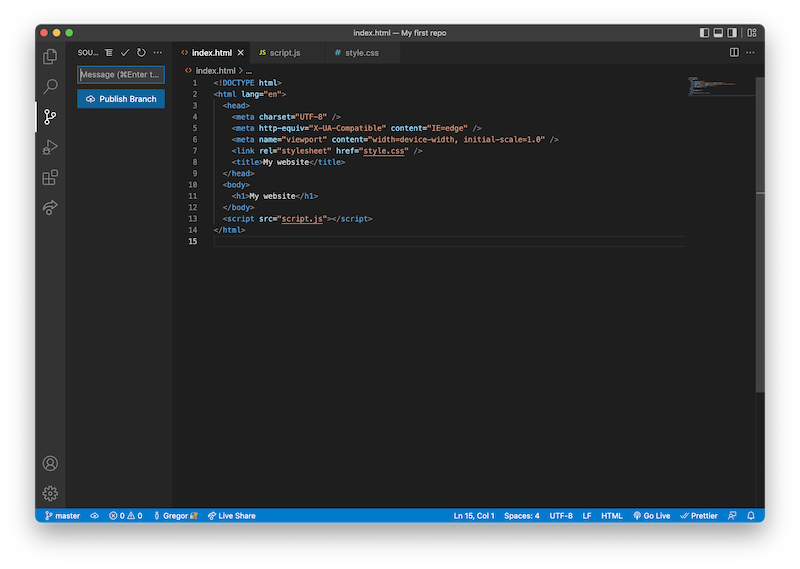 index.html — My first repo
SOU...
index.html
JS script.js
# style.css
Message (⌘Enter t...
Publish Branch
index.html > ...
1 <!DOCTYPE html>
2 <html lang="en">
3 <head>
4 <meta charset="UTF-8" />
5 <meta http-equiv="X-UA-Compatible" content="IE=edge" />
6 <meta name="viewport" content="width=device-width, initial-scale=1.0" />
7 <link rel="stylesheet" href="style.css" />
8 <title>My website</title>
9 </head>
10 <body>
11 <h1>My website</h1>
12 </body>
13 <script src="script.js"></script>
14 </html>
15
master 0 0 Gregor Live Share Ln 15, Col 1 Spaces: 4 UTF-8 LF HTML Go Live Prettier